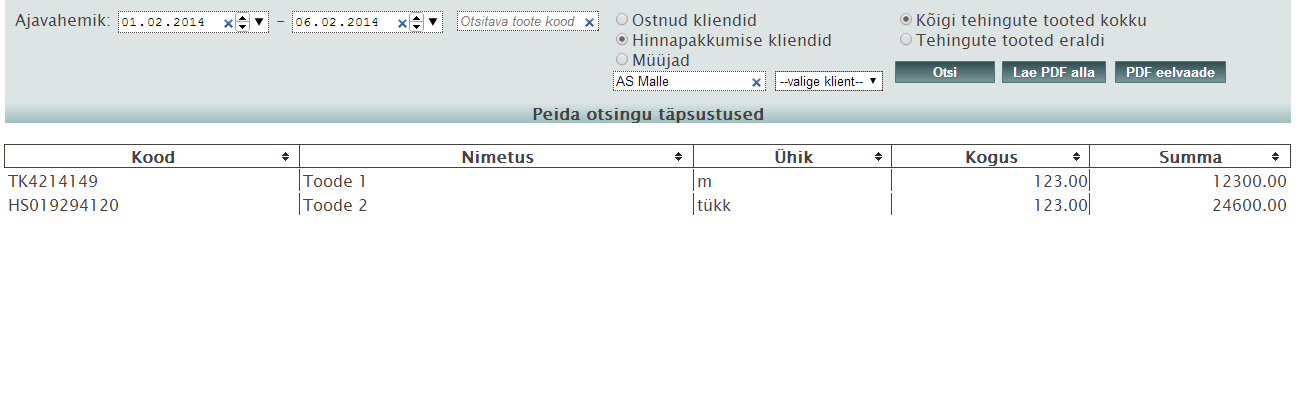 Ajavahemik: 01.02.2014 – 06.02.2014 Otsitava toote kood
Ostnud kliendid
Hinnapakkumise kliendid
Müüjad
AS Malle --valige klient--
Kõigi tehingute tooted kokku
Tehingute tooted eraldi
Otsi Lae PDF alla PDF eelvaade
Peida otsingu täpsustused
Kood Nimetus Ühik Kogus Summa
TK4214149 Toode 1 m 123.00 12300.00
HS019294120 Toode 2 tükk 123.00 24600.00